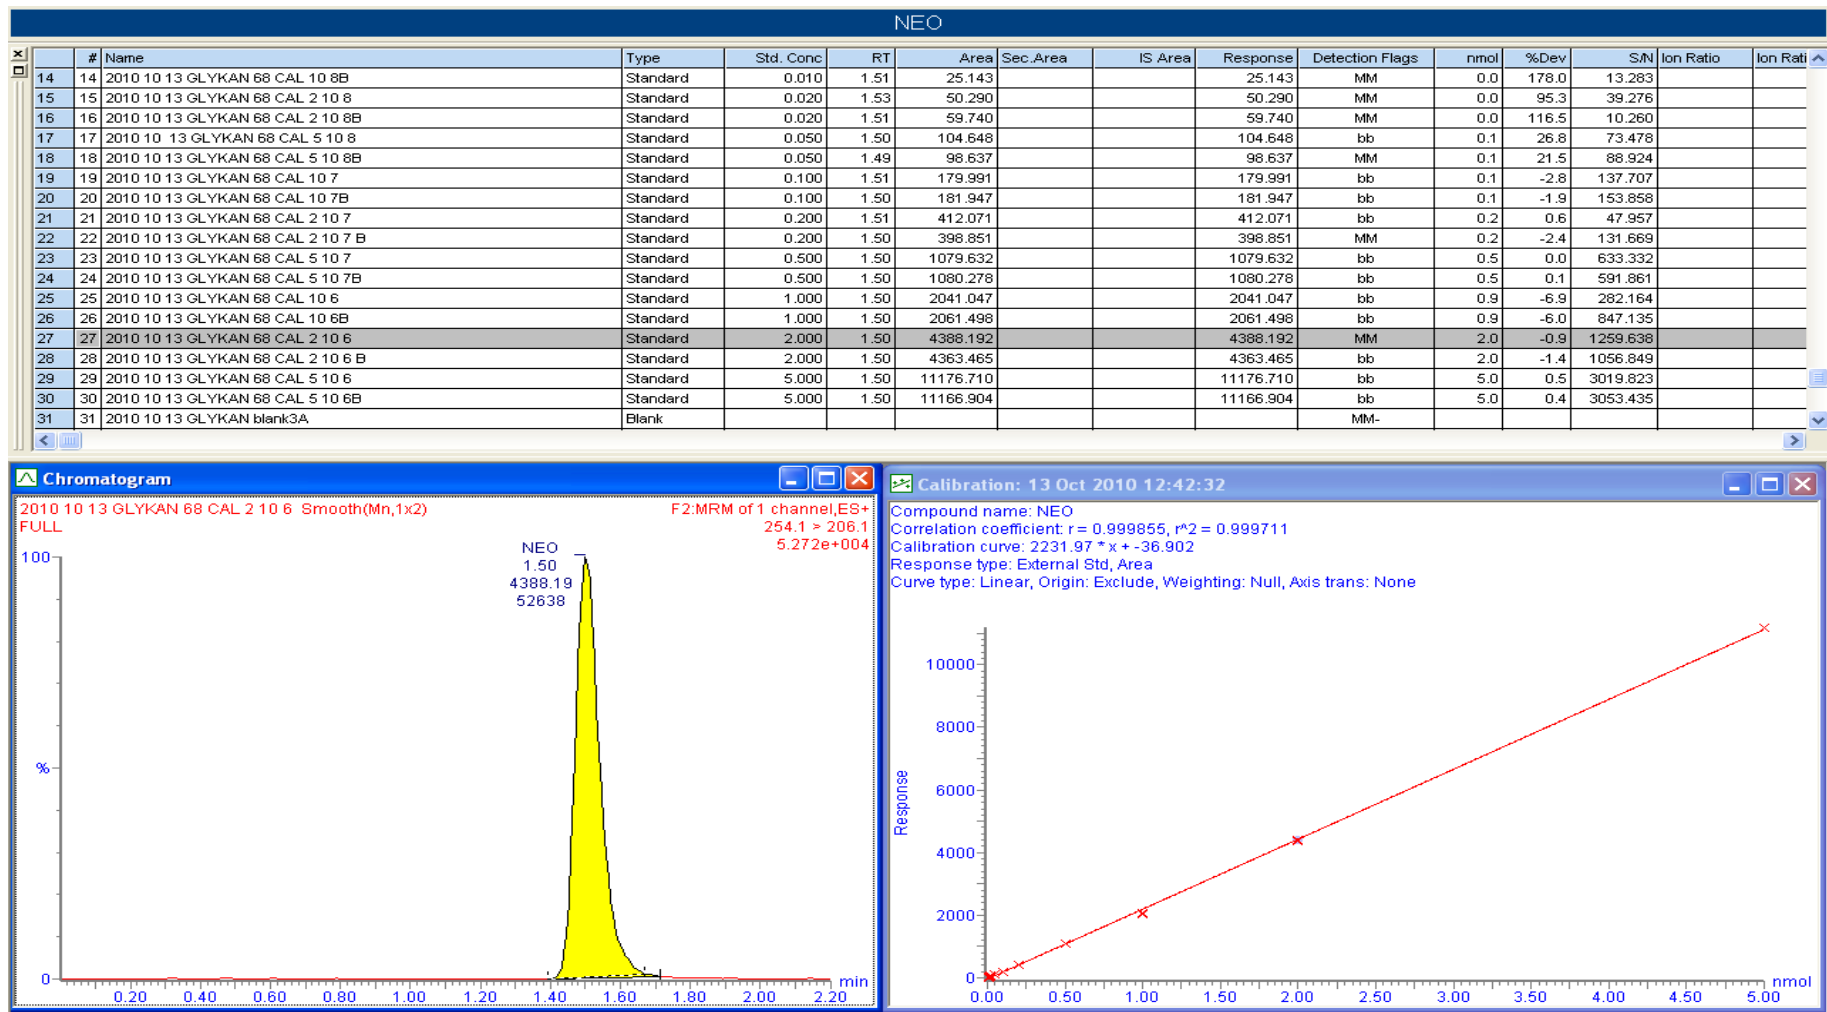 NEO
# Name Type Std. Conc RT Area Sec.Area IS Area Response Detection Flags nmol %Dev S/N Ion Ratio Ion Rati
14 14 2010 10 13 GLYKAN 68 CAL 10 8B Standard 0.010 1.51 25.143 25.143 MM 0.0 178.0 13.283
15 15 2010 10 13 GLYKAN 68 CAL 2 10 8 Standard 0.020 1.53 50.290 50.290 MM 0.0 95.3 39.276
16 16 2010 10 13 GLYKAN 68 CAL 2 10 8B Standard 0.020 1.51 59.740 59.740 MM 0.0 116.5 10.260
17 17 2010 10  13 GLYKAN 68 CAL 5 10 8 Standard 0.050 1.50 104.648 104.648 bb 0.1 26.8 73.478
18 18 2010 10 13 GLYKAN 68 CAL 5 10 8B Standard 0.050 1.49 98.637 98.637 MM 0.1 21.5 88.924
19 19 2010 10 13 GLYKAN 68 CAL 10 7 Standard 0.100 1.51 179.991 179.991 bb 0.1 -2.8 137.707
20 20 2010 10 13 GLYKAN 68 CAL 10 7B Standard 0.100 1.50 181.947 181.947 bb 0.1 -1.9 153.858
21 21 2010 10 13 GLYKAN 68 CAL 2 10 7 Standard 0.200 1.51 412.071 412.071 bb 0.2 0.6 47.957
22 22 2010 10 13 GLYKAN 68 CAL 2 10 7 B Standard 0.200 1.50 398.851 398.851 MM 0.2 -2.4 131.669
23 23 2010 10 13 GLYKAN 68 CAL 5 10 7 Standard 0.500 1.50 1079.632 1079.632 bb 0.5 0.0 633.332
24 24 2010 10 13 GLYKAN 68 CAL 5 10 7B Standard 0.500 1.50 1080.278 1080.278 bb 0.5 0.1 591.861
25 25 2010 10 13 GLYKAN 68 CAL 10 6 Standard 1.000 1.50 2041.047 2041.047 bb 0.9 -6.9 282.164
26 26 2010 10 13 GLYKAN 68 CAL 10 6B Standard 1.000 1.50 2061.498 2061.498 bb 0.9 -6.0 847.135
27 27 2010 10 13 GLYKAN 68 CAL 2 10 6 Standard 2.000 1.50 4388.192 4388.192 MM 2.0 -0.9 1259.638
28 28 2010 10 13 GLYKAN 68 CAL 2 10 6 B Standard 2.000 1.50 4363.465 4363.465 bb 2.0 -1.4 1056.849
29 29 2010 10 13 GLYKAN 68 CAL 5 10 6 Standard 5.000 1.50 11176.710 11176.710 bb 5.0 0.5 3019.823
30 30 2010 10 13 GLYKAN 68 CAL 5 10 6B Standard 5.000 1.50 11166.904 11166.904 bb 5.0 0.4 3053.435
31 31 2010 10 13 GLYKAN blank3A Blank MM-
Chromatogram
2010 10 13 GLYKAN 68 CAL 2 10 6 Smooth(Mn,1x2)
FULL
F2:MRM of 1 channel,ES+
254.1 > 206.1
5.272e+004
NEO
1.50
4388.19
52638
100
%
0
min
0.20 0.40 0.60 0.80 1.00 1.20 1.40 1.60 1.80 2.00 2.20
Calibration: 13 Oct 2010 12:42:32
Compound name: NEO
Correlation coefficient: r = 0.999855, r^2 = 0.999711
Calibration curve: 2231.97 * x + -36.902
Response type: External Std, Area
Curve type: Linear, Origin: Exclude, Weighting: Null, Axis trans: None
10000
8000
6000
4000
2000
0
Response
nmol
0.00 0.50 1.00 1.50 2.00 2.50 3.00 3.50 4.00 4.50 5.00